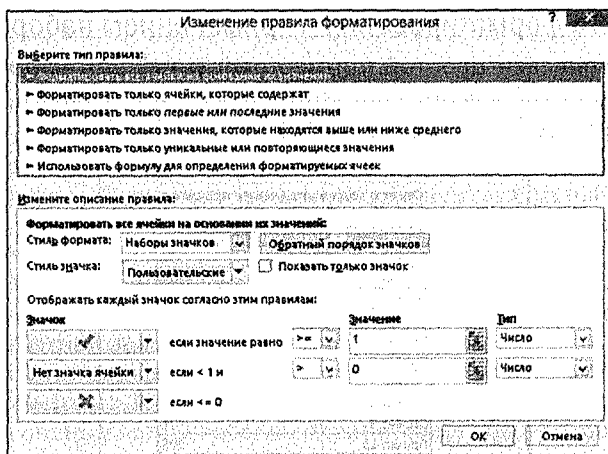 Изменение правила форматирования ?
Выберите тип правила:
Форматировать только ячейки, которые содержат
Форматировать только первые или последние значения
Форматировать только значения, которые находятся выше или ниже среднего
Форматировать только уникальные или повторяющиеся значения
Использовать формулу для определения форматируемых ячеек
Измените описание правила:
Форматировать все ячейки на основании их значений:
Стиль формата: Наборы значков Обратный порядок значков
Стиль значка: Пользовательские Показать только значок
Отображать каждый значок согласно этим правилам:
Значок Значение Тип
если значение равно >= 1 Число
Нет значка ячейки если < 1 и > 0 Число
если <= 0
ОК Отмена